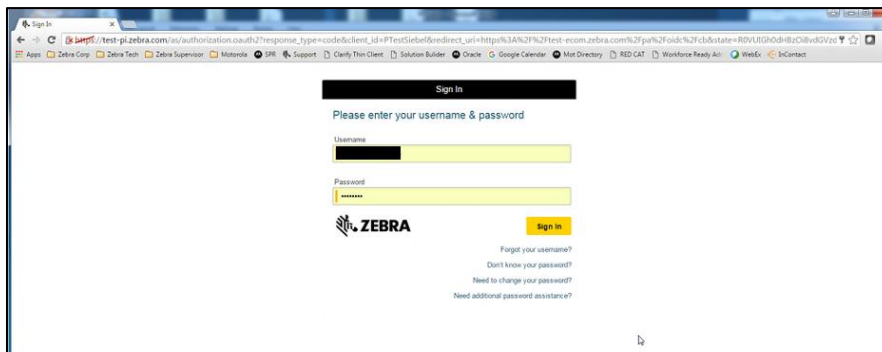 Sign In
https://test-pi.zebra.com/as/authorization.oauth2?response_type=code&client_id=PTestSiebel&redirect_uri=https%3A%2F%2Ftest-ecom.zebra.com%2Fpa%2Foidc%2Fcb&state=
Apps Zebra Corp Zebra Tech Zebra Supervisor Motorola SPR Support Clarify Thin Client Solution Builder Oracle Google Calendar Mot Directory RED CAT Workforce Ready WebEx InContact
Sign In
Please enter your username & password
Username
Password
ZEBRA
Sign In
Forgot your username?
Don't know your password?
Need to change your password?
Need additional password assistance?